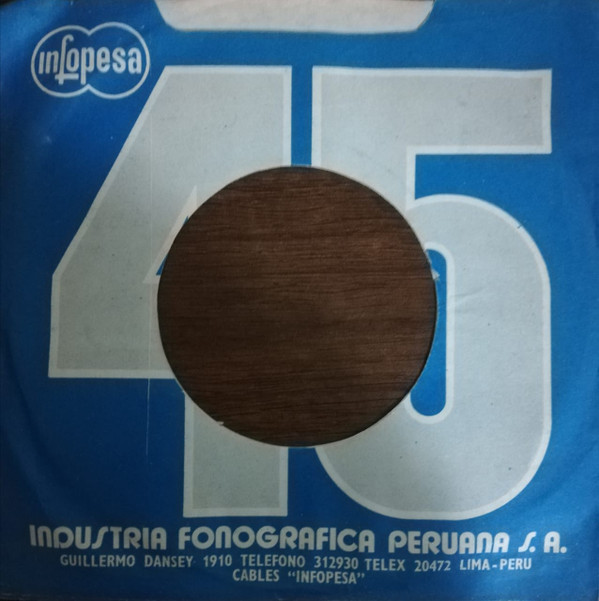 infopesa
45
INDUSTRIA FONOGRAFICA PERUANA S. A.
GUILLERMO DANSEY 1910 TELEFONO 312930 TELEX 20472 LIMA-PERU
CABLES "INFOPESA"